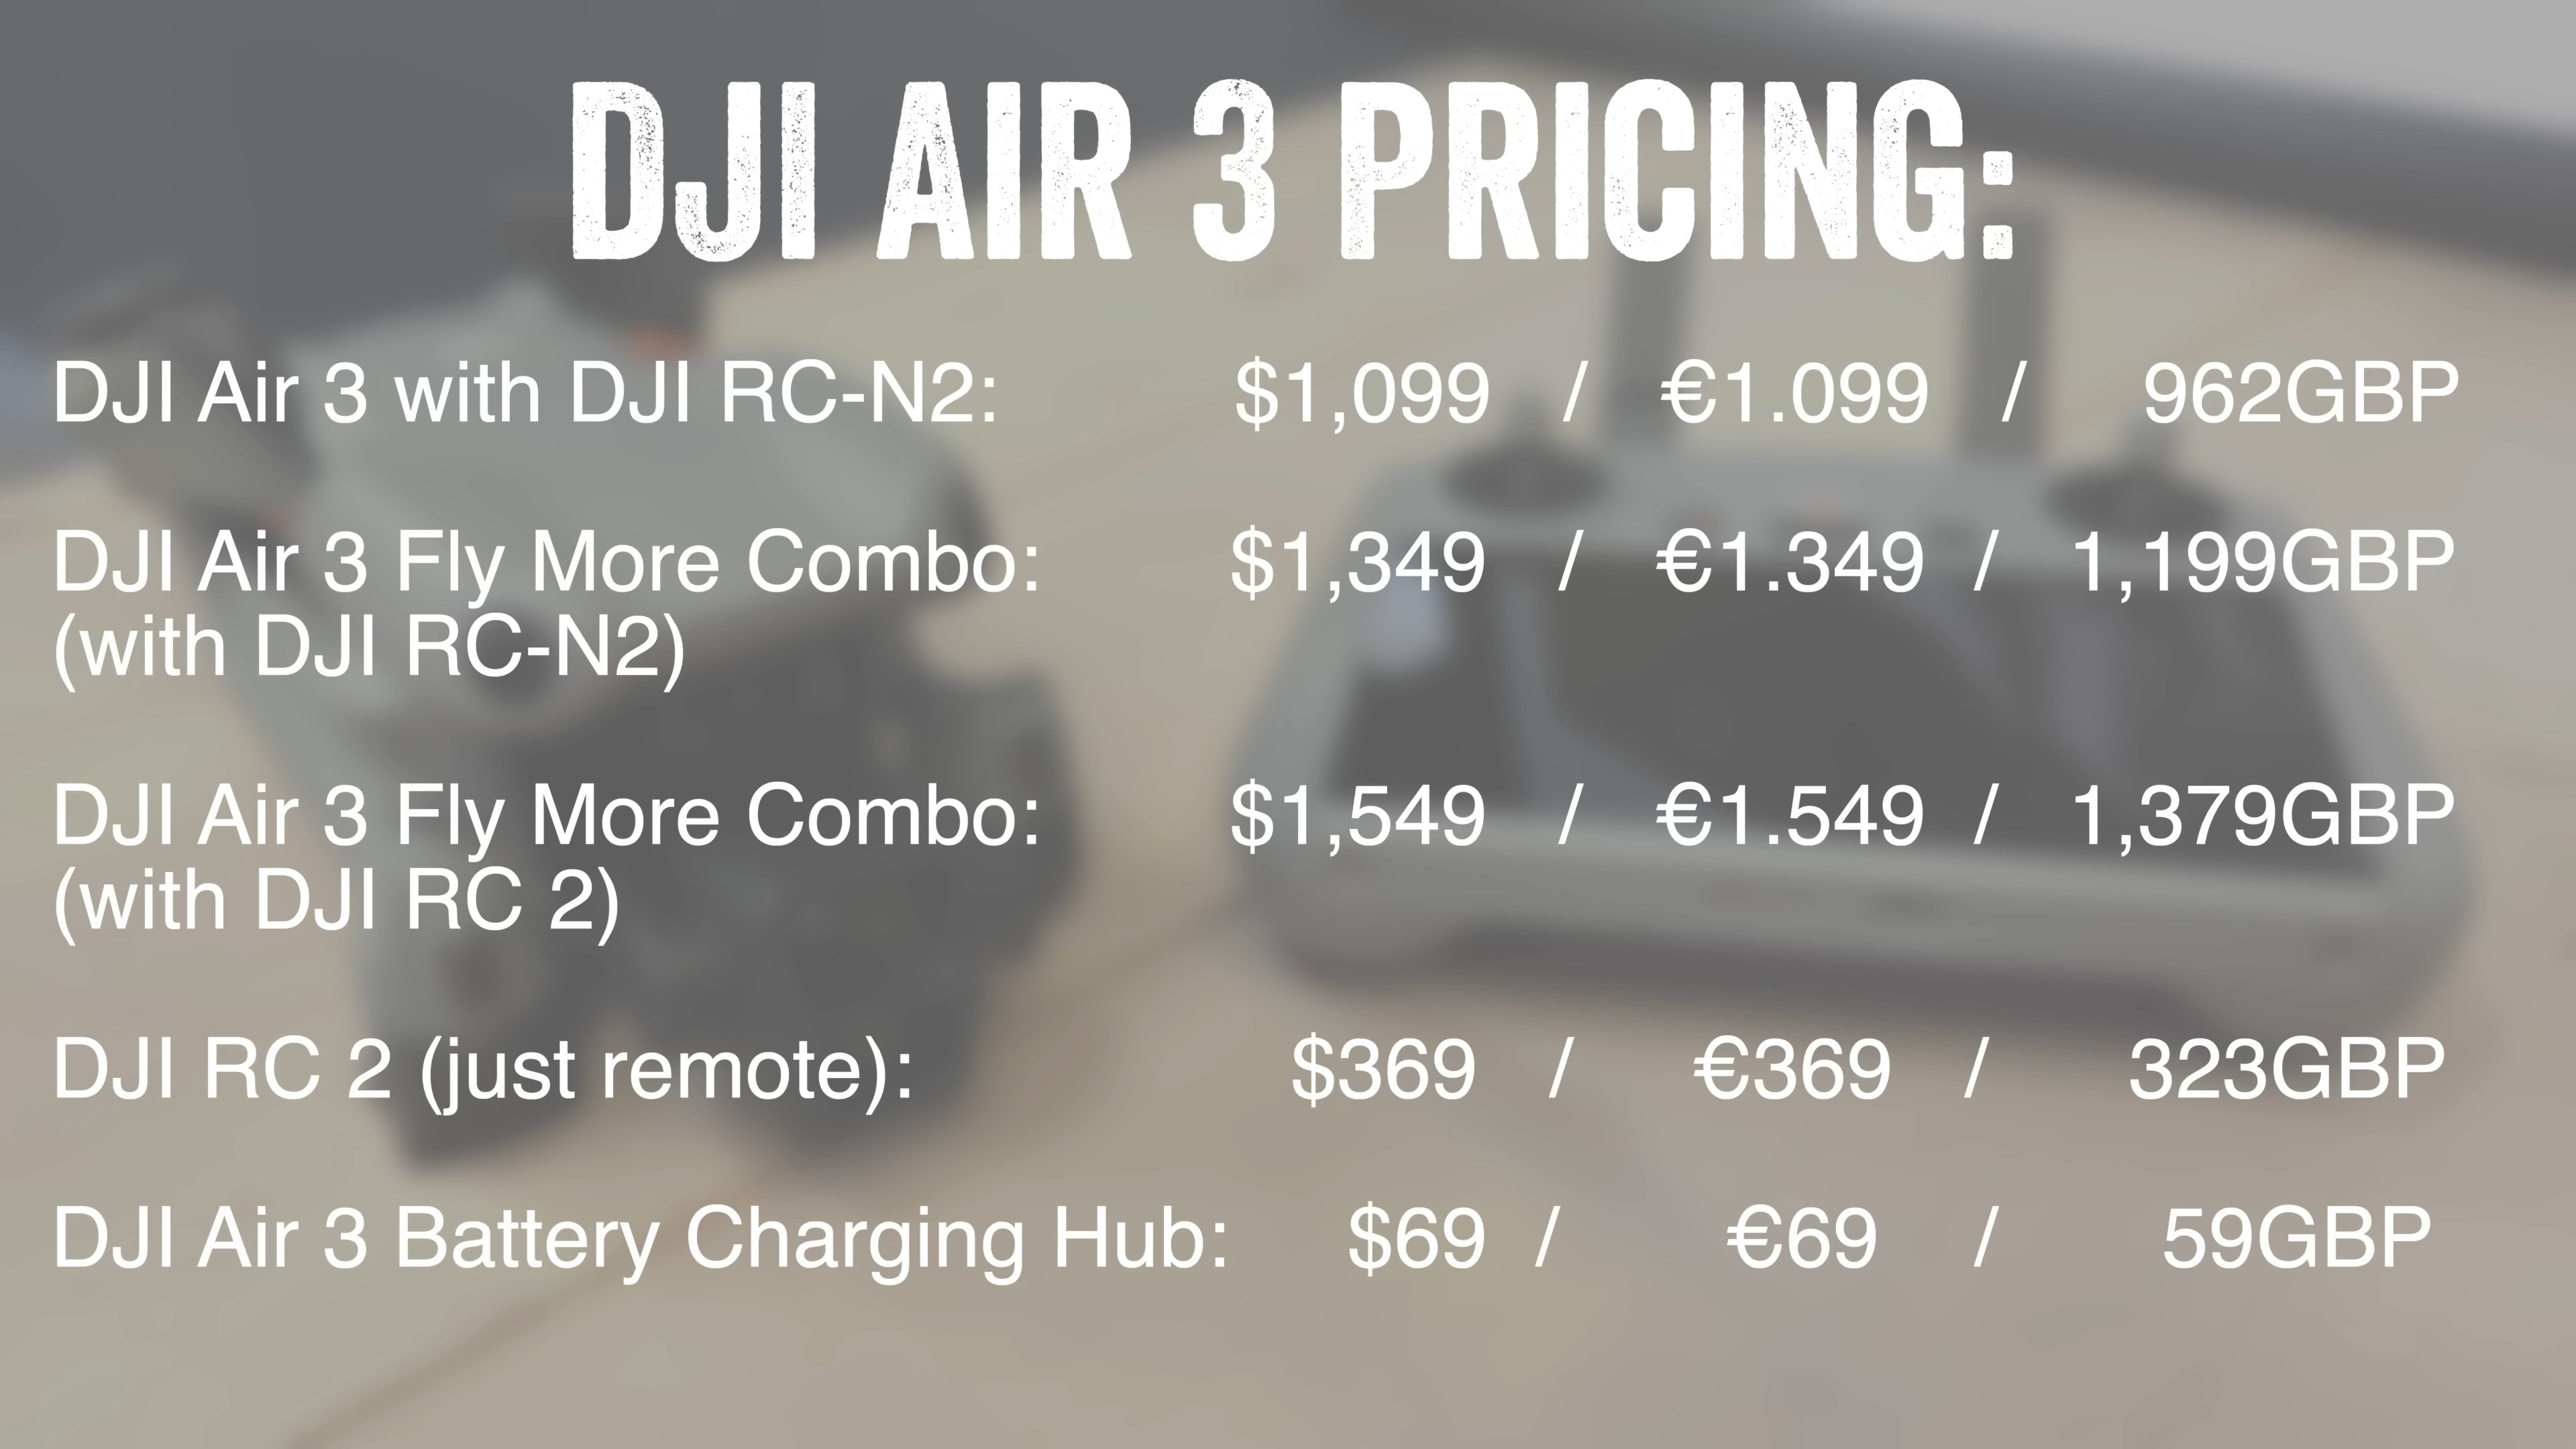 DJI AIR 3 PRICING:
DJI Air 3 with DJI RC-N2: $1,099 / €1.099 / 962GBP
DJI Air 3 Fly More Combo: $1,349 / €1.349 / 1,199GBP
(with DJI RC-N2)
DJI Air 3 Fly More Combo: $1,549 / €1.549 / 1,379GBP
(with DJI RC 2)
DJI RC 2 (just remote): $369 / €369 / 323GBP
DJI Air 3 Battery Charging Hub: $69 / €69 / 59GBP